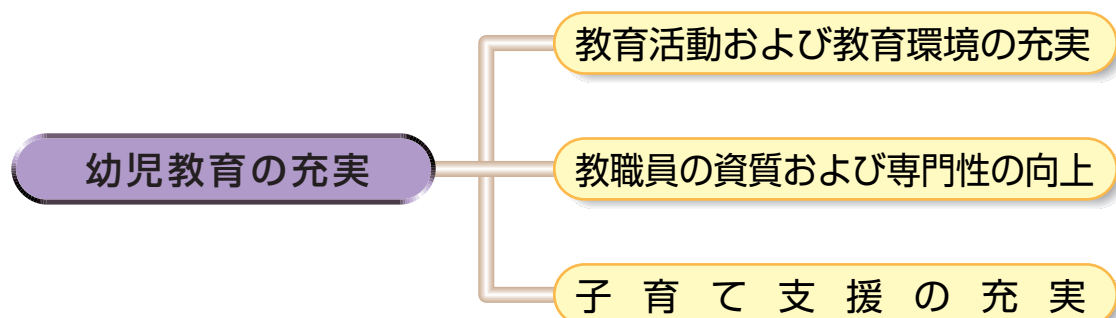 教育活動および教育環境の充実
幼児教育の充実
教職員の資質および専門性の向上
子育て支援の充実